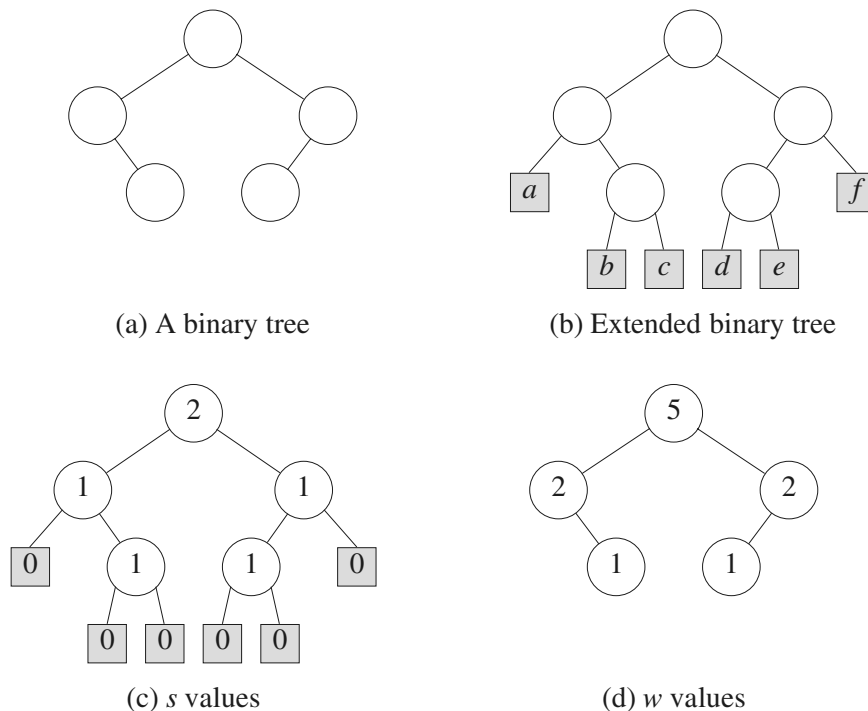 a
f
b c d e
(a) A binary tree
(b) Extended binary tree
2
5
1 1
2 2
0 1 1 0
1 1
0 0 0 0
(c) s values
(d) w values